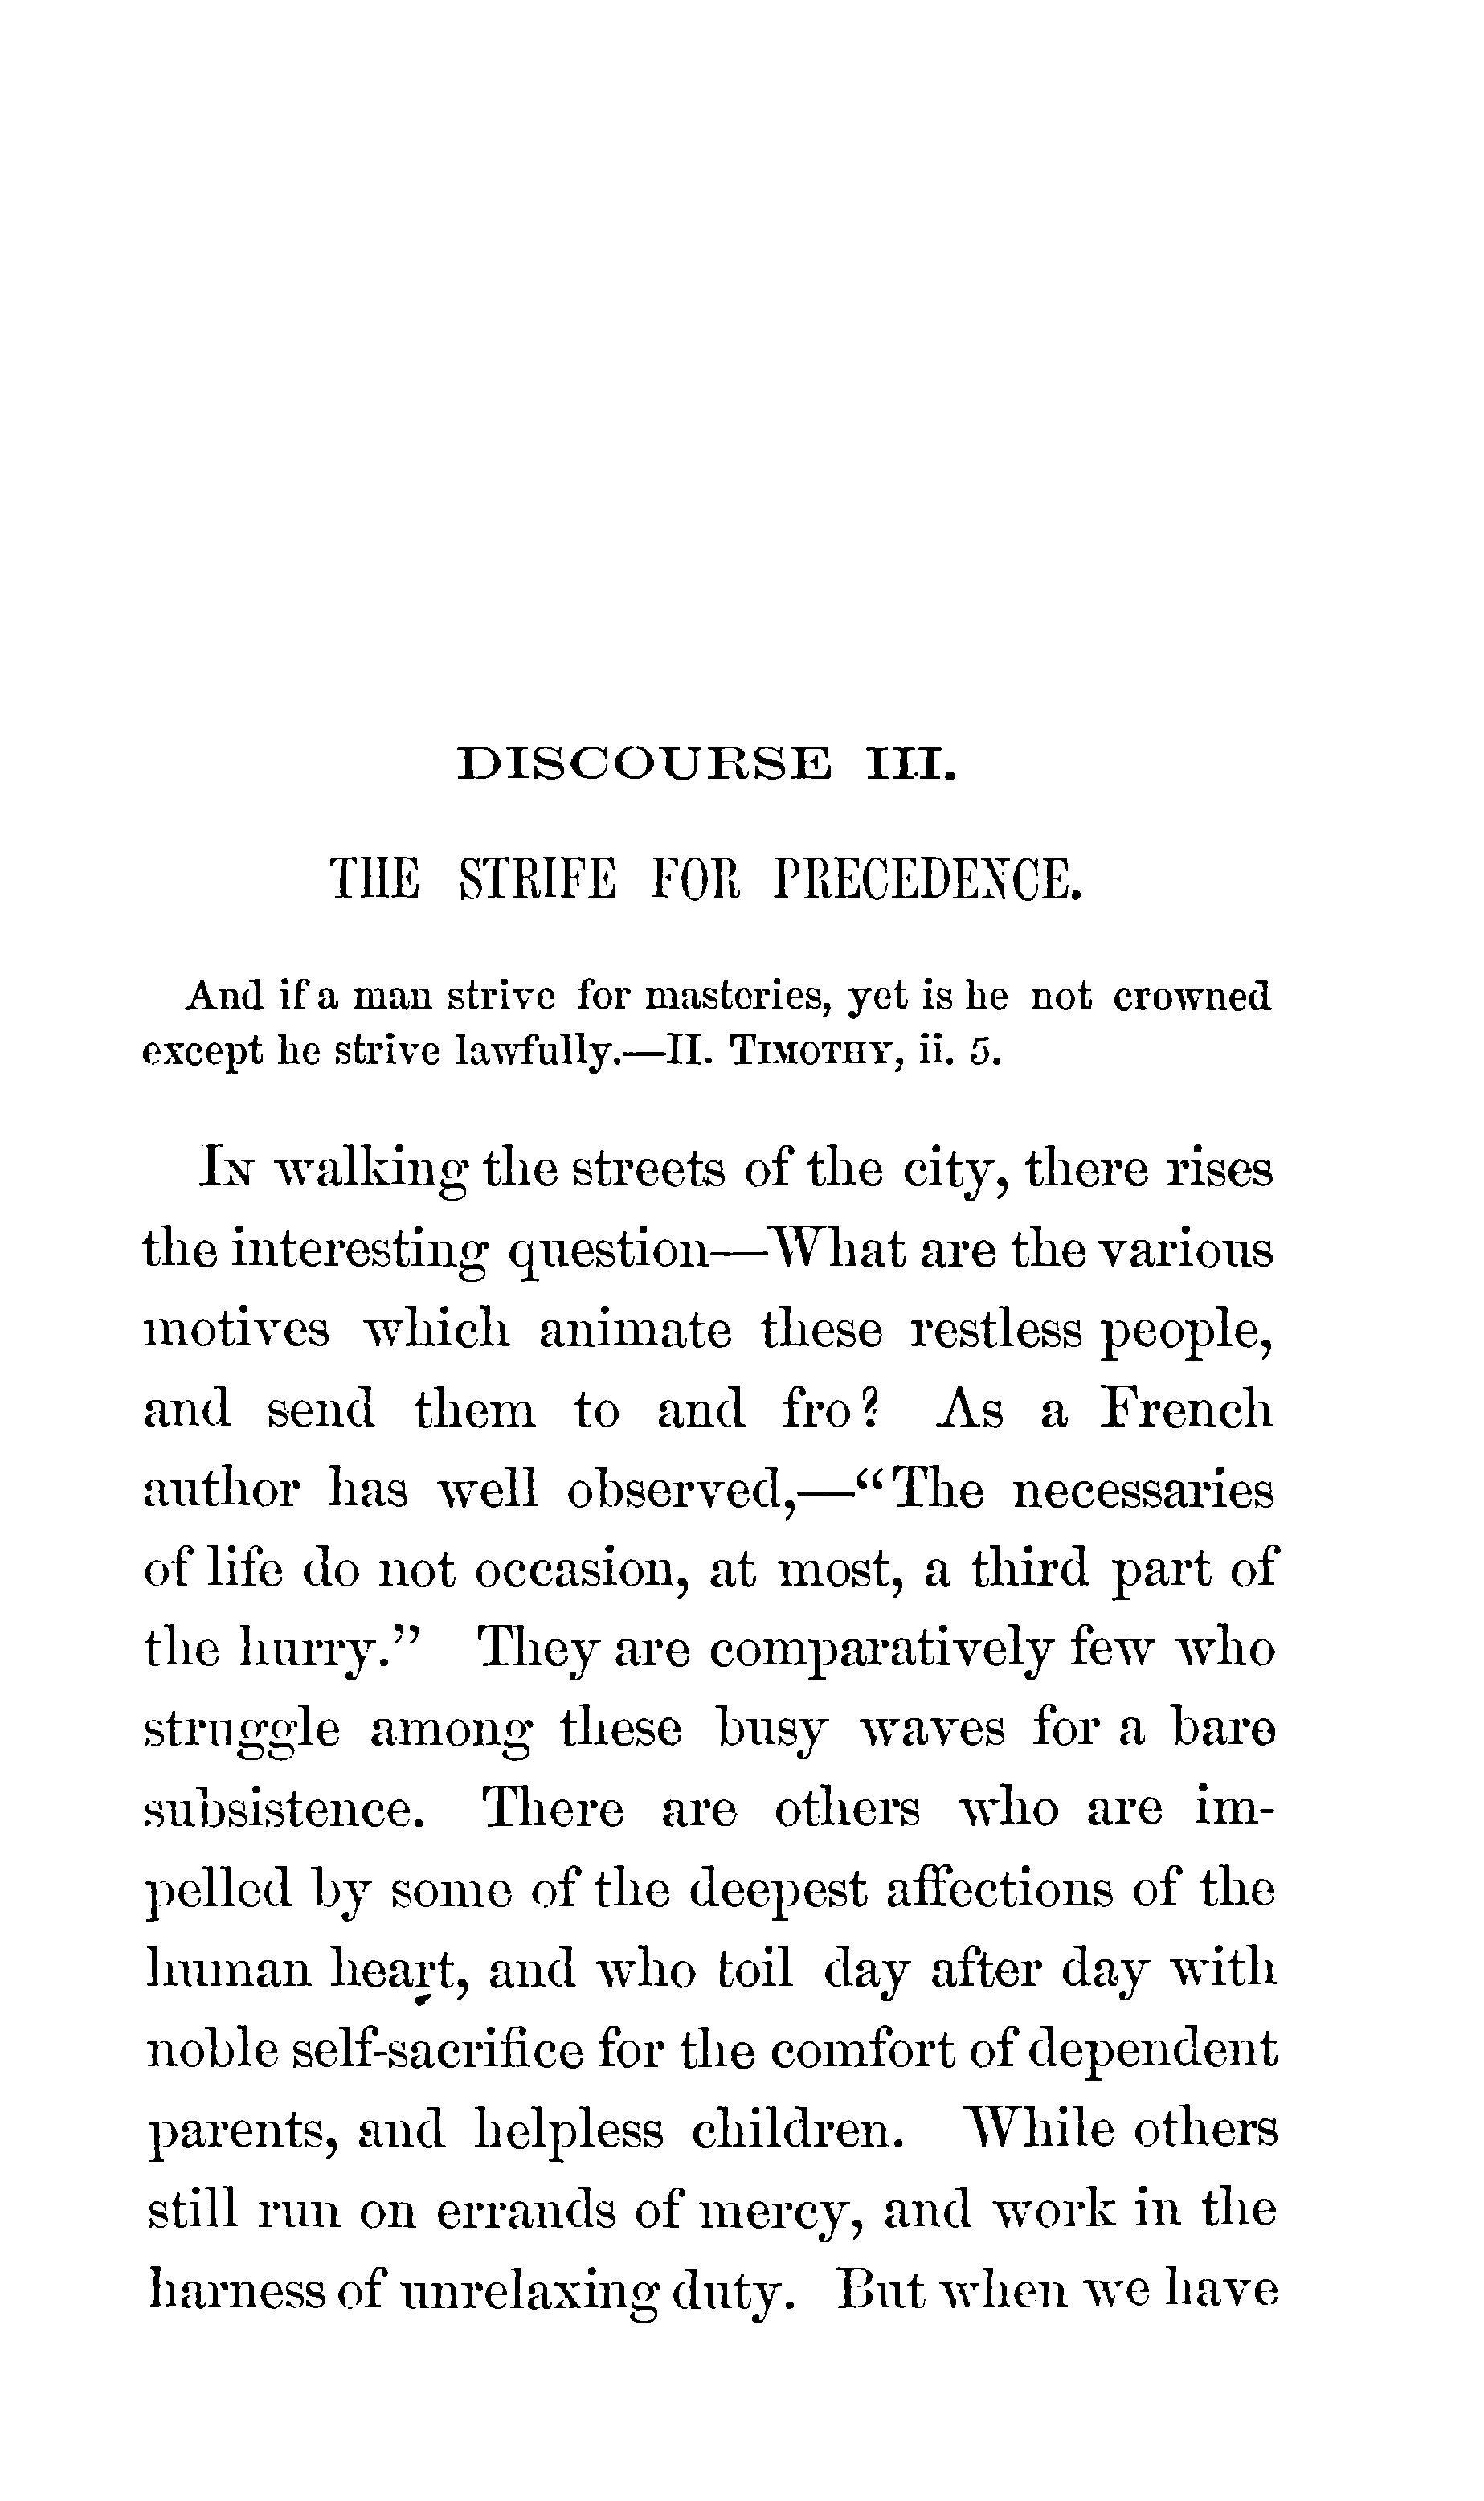 DISCOURSE III.
THE STRIFE FOR PRECEDENCE.
And if a man strive for masteries, yet is he not crowned
except he strive lawfully.—II. TIMOTHY, ii. 5.
IN walking the streets of the city, there rises
the interesting question—What are the various
motives which animate these restless people,
and send them to and fro? As a French
author has well observed,—"The necessaries
of life do not occasion, at most, a third part of
the hurry." They are comparatively few who
struggle among these busy waves for a bare
subsistence. There are others who are im-
pelled by some of the deepest affections of the
human heart, and who toil day after day with
noble self-sacrifice for the comfort of dependent
parents, and helpless children. While others
still run on errands of mercy, and work in the
harness of unrelaxing duty. But when we have